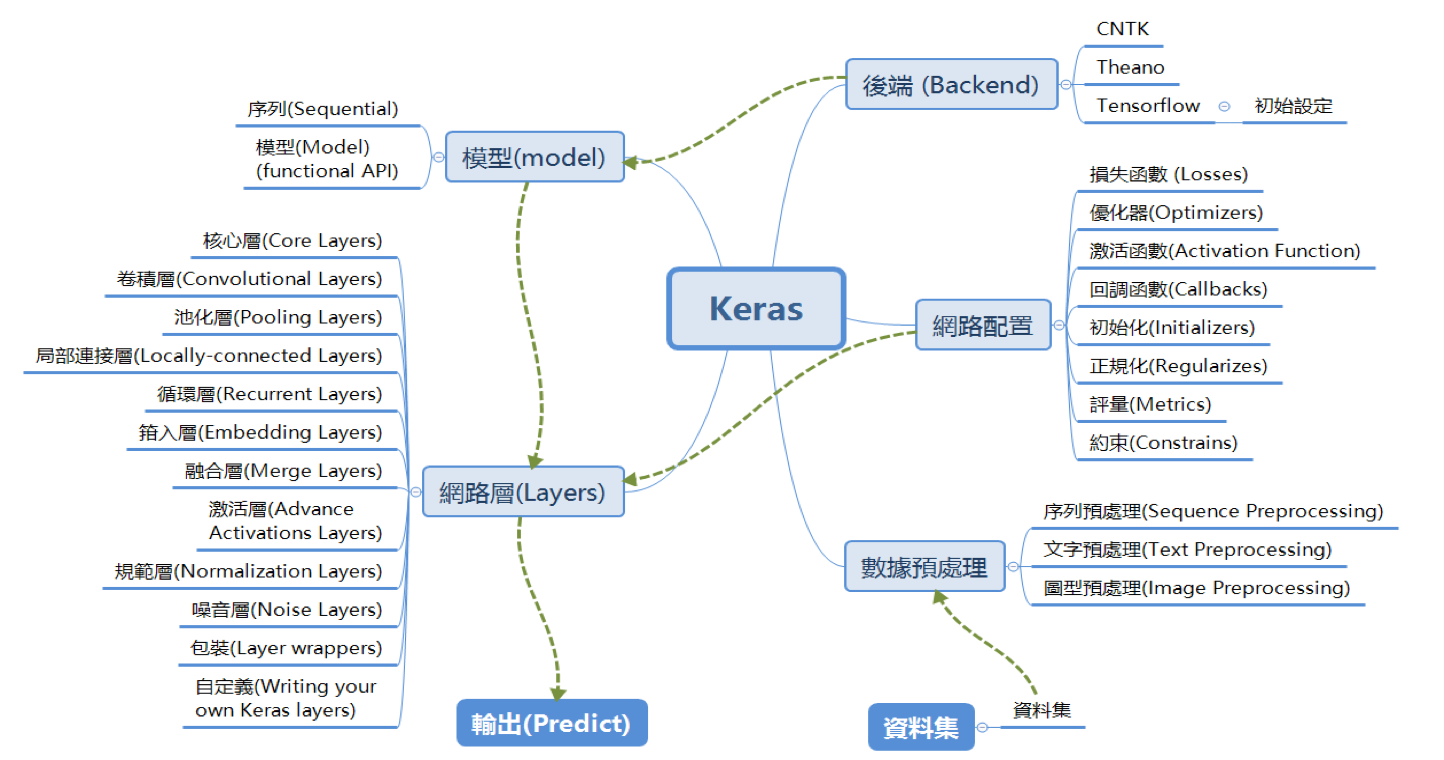 Keras
後端 (Backend)
CNTK
Theano
Tensorflow
初始設定
模型(model)
序列(Sequential)
模型(Model)
(functional API)
網路配置
損失函數 (Losses)
優化器(Optimizers)
激活函數(Activation Function)
回調函數(Callbacks)
初始化(Initializers)
正規化(Regularizes)
評量(Metrics)
約束(Constrains)
網路層(Layers)
核心層(Core Layers)
卷積層(Convolutional Layers)
池化層(Pooling Layers)
局部連接層(Locally-connected Layers)
循環層(Recurrent Layers)
箝入層(Embedding Layers)
融合層(Merge Layers)
激活層(Advance
Activations Layers)
規範層(Normalization Layers)
噪音層(Noise Layers)
包裝(Layer wrappers)
自定義(Writing your
own Keras layers)
數據預處理
序列預處理(Sequence Preprocessing)
文字預處理(Text Preprocessing)
圖型預處理(Image Preprocessing)
輸出(Predict)
資料集
資料集